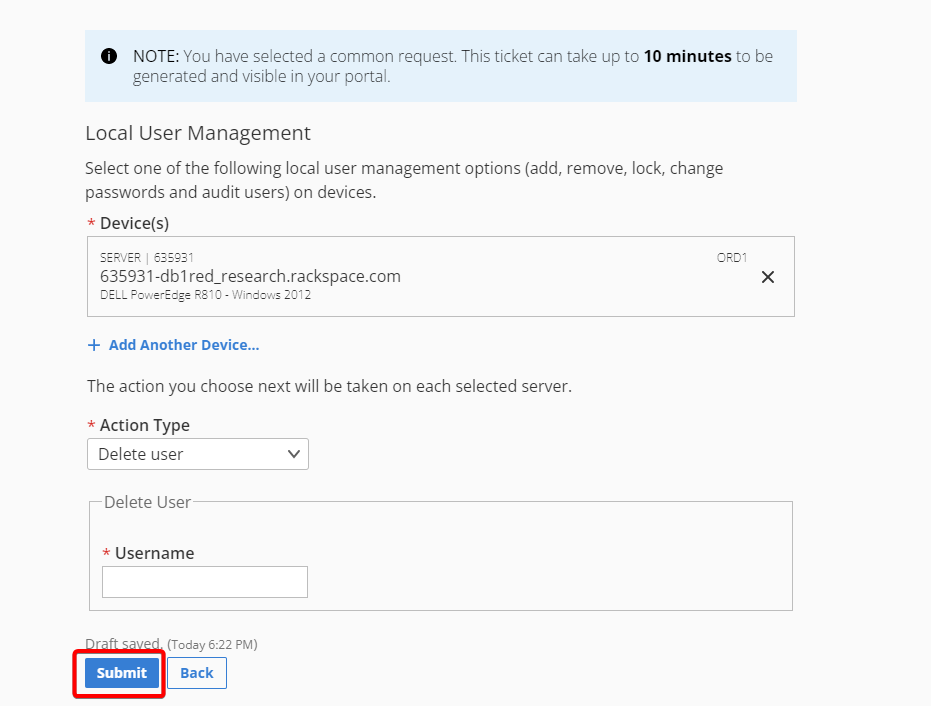 NOTE: You have selected a common request. This ticket can take up to 10 minutes to be
generated and visible in your portal.
Local User Management
Select one of the following local user management options (add, remove, lock, change
passwords and audit users) on devices.
* Device(s)
SERVER | 635931 ORD1
635931-db1red_research.rackspace.com
DELL PowerEdge R810 - Windows 2012
+ Add Another Device...
The action you choose next will be taken on each selected server.
* Action Type
Delete user
Delete User
* Username
Draft saved. (Today 6:22 PM)
Submit Back